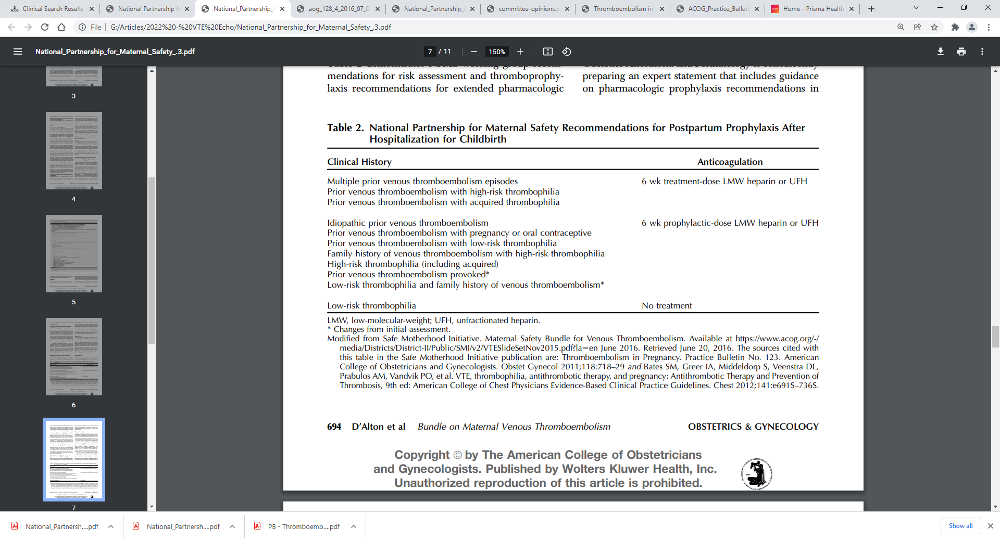 Clinical Search Results
National Partnership fo
National_Partnership_f
aog_128_4_2016_07_0
National_Partnership_f
committee-opinions.p
Thromboembolism in
ACOG_Practice_Bulleti
Home - Prisma Health
File
G:/Articles/2022%20-%20VTE%20Echo/National_Partnership_for_Maternal_Safety_.3.pdf
National_Partnership_for_Maternal_Safety_.3.pdf
7 / 11
150%
3
4
5
6
7
mendations for risk assessment and thromboprophy-
laxis recommendations for extended pharmacologic
preparing an expert statement that includes guidance
on pharmacologic prophylaxis recommendations in
Table 2. National Partnership for Maternal Safety Recommendations for Postpartum Prophylaxis After
Hospitalization for Childbirth
Clinical History Anticoagulation
Multiple prior venous thromboembolism episodes 6 wk treatment-dose LMW heparin or UFH
Prior venous thromboembolism with high-risk thrombophilia
Prior venous thromboembolism with acquired thrombophilia
Idiopathic prior venous thromboembolism 6 wk prophylactic-dose LMW heparin or UFH
Prior venous thromboembolism with pregnancy or oral contraceptive
Prior venous thromboembolism with low-risk thrombophilia
Family history of venous thromboembolism with high-risk thrombophilia
High-risk thrombophilia (including acquired)
Prior venous thromboembolism provoked*
Low-risk thrombophilia and family history of venous thromboembolism*
Low-risk thrombophilia No treatment
LMW, low-molecular-weight; UFH, unfractionated heparin.
* Changes from initial assessment.
Modified from Safe Motherhood Initiative. Maternal Safety Bundle for Venous Thromboembolism. Available at https://www.acog.org/-/
media/Districts/District-II/Public/SMI/v2/VTESlideSetNov2015.pdf?la=en June 2016. Retrieved June 20, 2016. The sources cited with
this table in the Safe Motherhood Initiative publication are: Thromboembolism in Pregnancy. Practice Bulletin No. 123. American
College of Obstetricians and Gynecologists. Obstet Gynecol 2011;118:718–29 and Bates SM, Greer IA, Middeldorp S, Veenstra DL,
Prabulos AM, Vandvik PO, et al. VTE, thrombophilia, antithrombotic therapy, and pregnancy: Antithrombotic Therapy and Prevention of
Thrombosis, 9th ed: American College of Chest Physicians Evidence-Based Clinical Practice Guidelines. Chest 2012;141:e691S–736S.
694 D'Alton et al Bundle on Maternal Venous Thromboembolism OBSTETRICS & GYNECOLOGY
Copyright © by The American College of Obstetricians
and Gynecologists. Published by Wolters Kluwer Health, Inc.
Unauthorized reproduction of this article is prohibited.
National_Partnersh....pdf
National_Partnersh....pdf
PB - Thromboemb....pdf
Show all